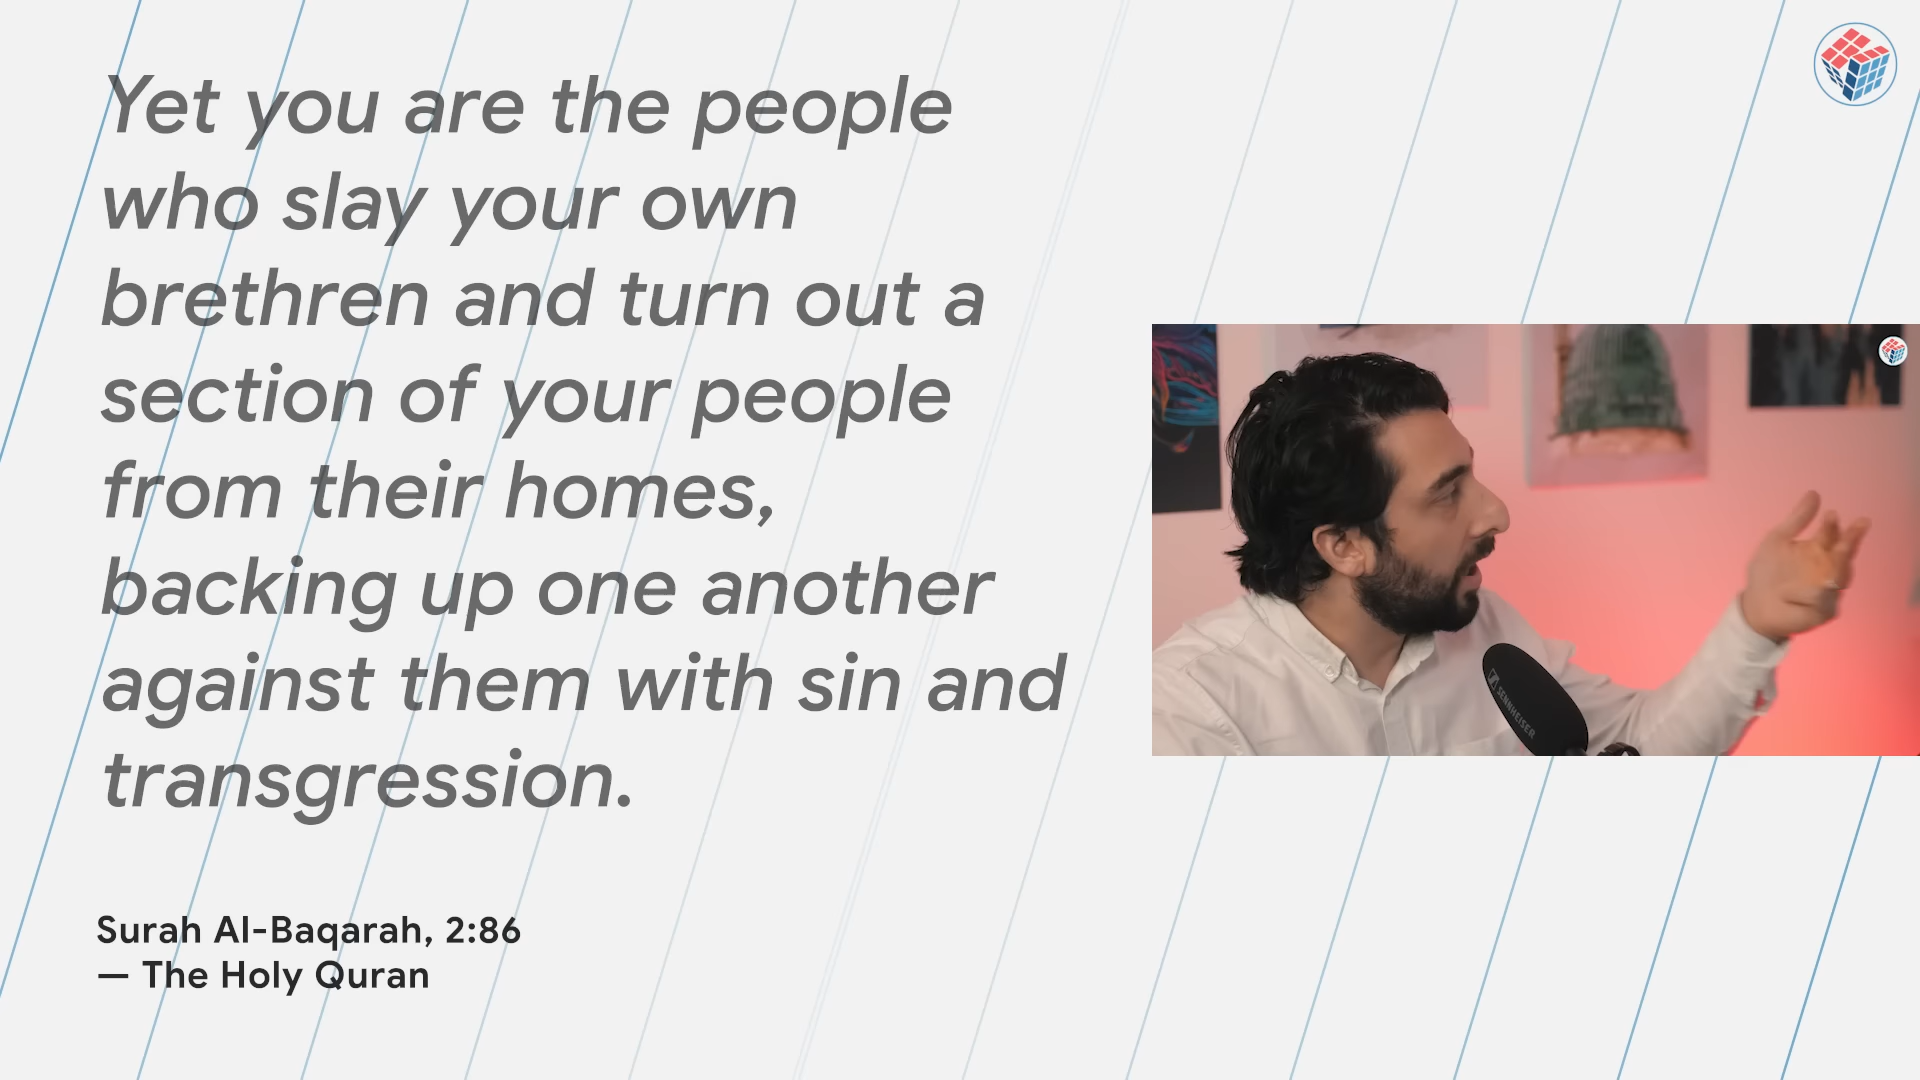 Yet you are the people
who slay your own
brethren and turn out a
section of your people
from their homes,
backing up one another
against them with sin and
transgression.
Surah Al-Baqarah, 2:86
— The Holy Quran
SENNHEISER